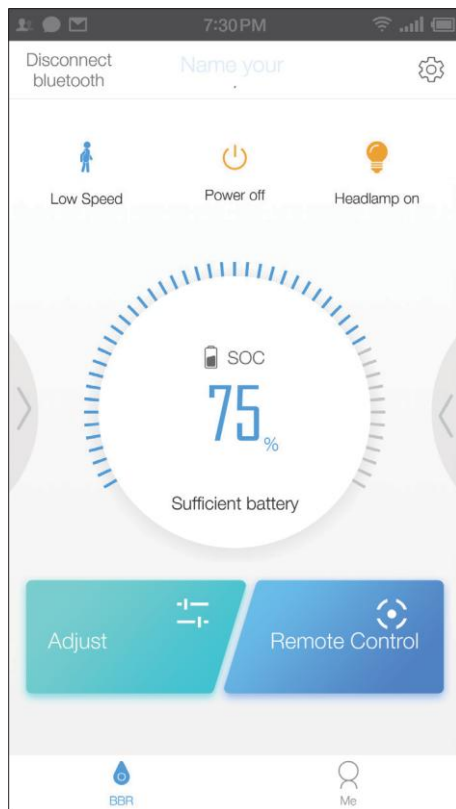 7:30PM
Disconnect
bluetooth
Name your
Low Speed
Power off
Headlamp on
SOC
75%
Sufficient battery
Adjust
Remote Control
BBR
Me